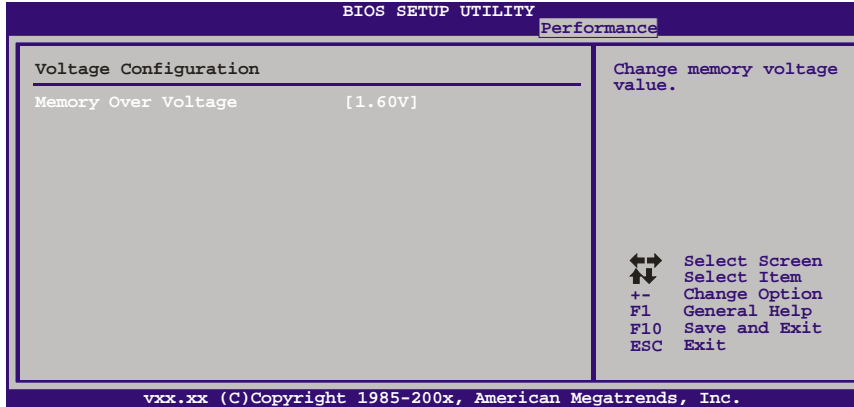 BIOS SETUP UTILITY
Performance
Voltage Configuration
Memory Over Voltage [1.60V]
Change memory voltage
value.
Select Screen
Select Item
+- Change Option
F1 General Help
F10 Save and Exit
ESC Exit
vxx.xx (C)Copyright 1985-200x, American Megatrends, Inc.